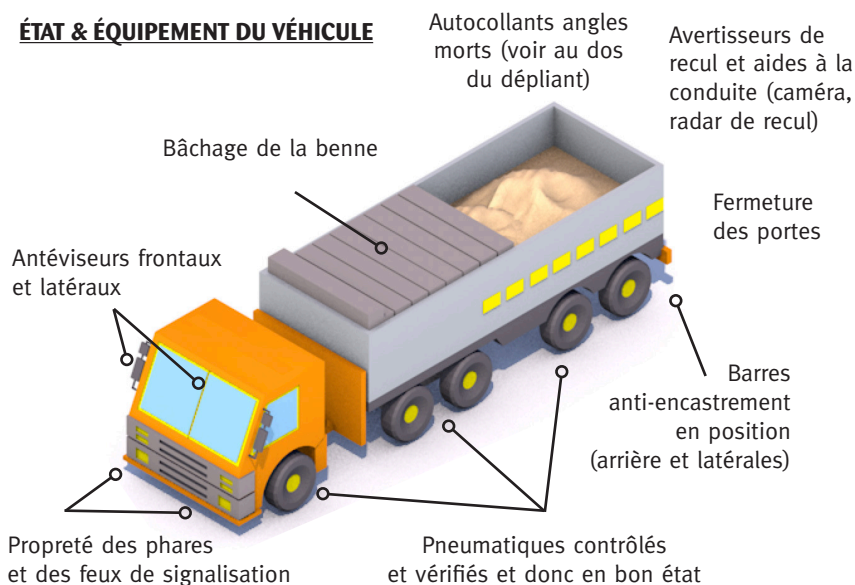 ÉTAT & ÉQUIPEMENT DU VÉHICULE
Autocollants angles
morts (voir au dos
du dépliant)
Avertisseurs de
recul et aides à la
conduite (caméra,
radar de recul)
Bâchage de la benne
Fermeture
des portes
Antéviseurs frontaux
et latéraux
Barres
anti-encastrement
en position
(arrière et latérales)
Propreté des phares
et des feux de signalisation
Pneumatiques contrôlés
et vérifiés et donc en bon état